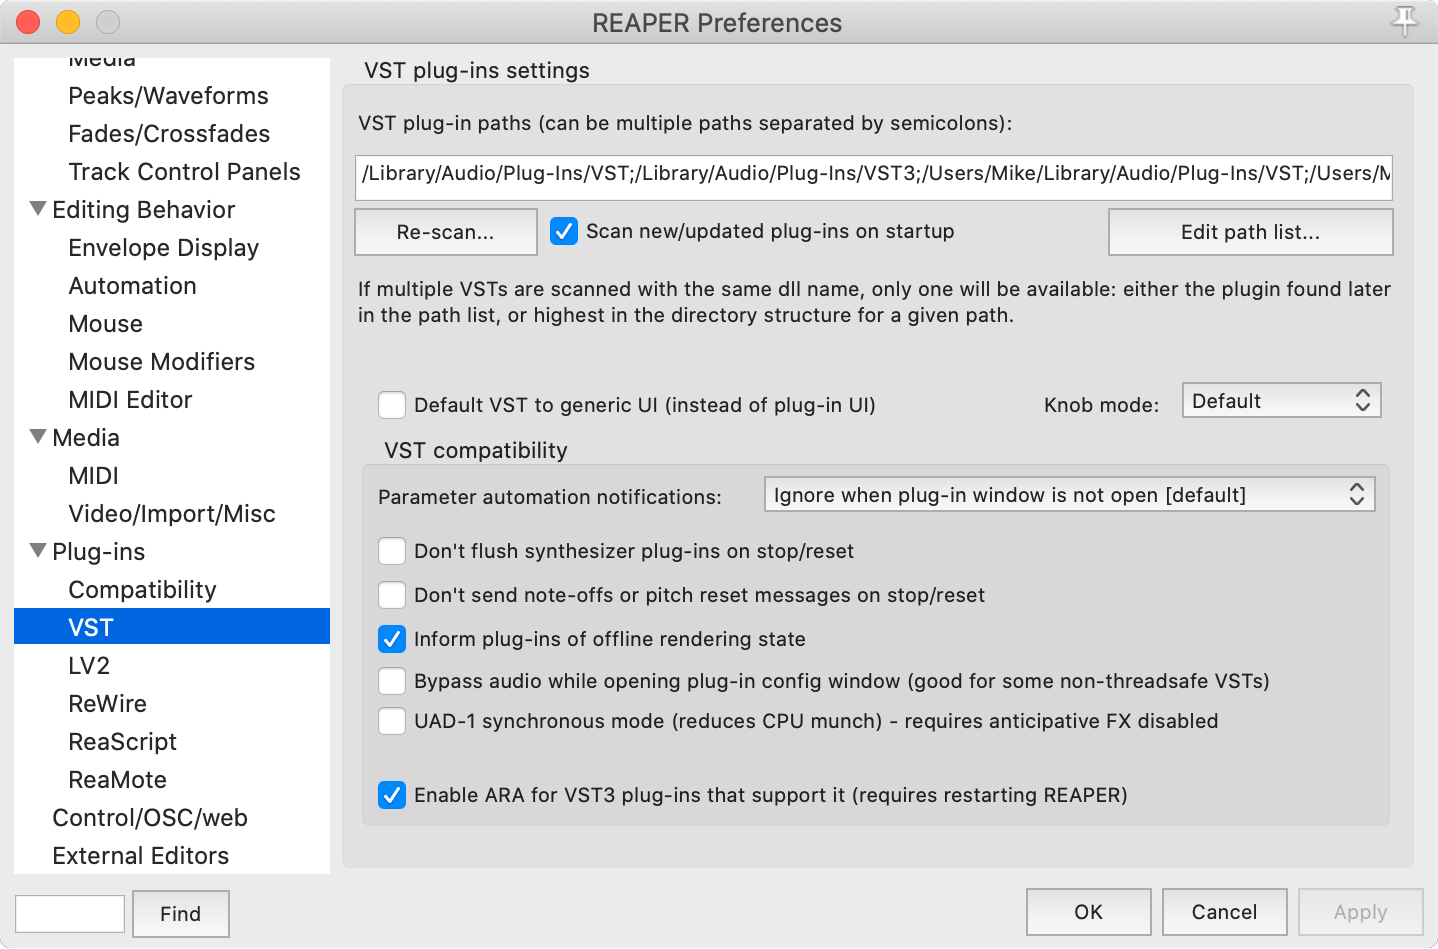 REAPER Preferences
Media
Peaks/Waveforms
Fades/Crossfades
Track Control Panels
Editing Behavior
Envelope Display
Automation
Mouse
Mouse Modifiers
MIDI Editor
Media
MIDI
Video/Import/Misc
Plug-ins
Compatibility
VST
LV2
ReWire
ReaScript
ReaMote
Control/OSC/web
External Editors
Find
VST plug-ins settings
VST plug-in paths (can be multiple paths separated by semicolons):
/Library/Audio/Plug-Ins/VST;/Library/Audio/Plug-Ins/VST3;/Users/Mike/Library/Audio/Plug-Ins/VST;/Users/M
Re-scan...
Scan new/updated plug-ins on startup
Edit path list...
If multiple VSTs are scanned with the same dll name, only one will be available: either the plugin found later
in the path list, or highest in the directory structure for a given path.
Default VST to generic UI (instead of plug-in UI)
Knob mode:
Default
VST compatibility
Parameter automation notifications:
Ignore when plug-in window is not open [default]
Don't flush synthesizer plug-ins on stop/reset
Don't send note-offs or pitch reset messages on stop/reset
Inform plug-ins of offline rendering state
Bypass audio while opening plug-in config window (good for some non-threadsafe VSTs)
UAD-1 synchronous mode (reduces CPU munch) - requires anticipative FX disabled
Enable ARA for VST3 plug-ins that support it (requires restarting REAPER)
OK
Cancel
Apply